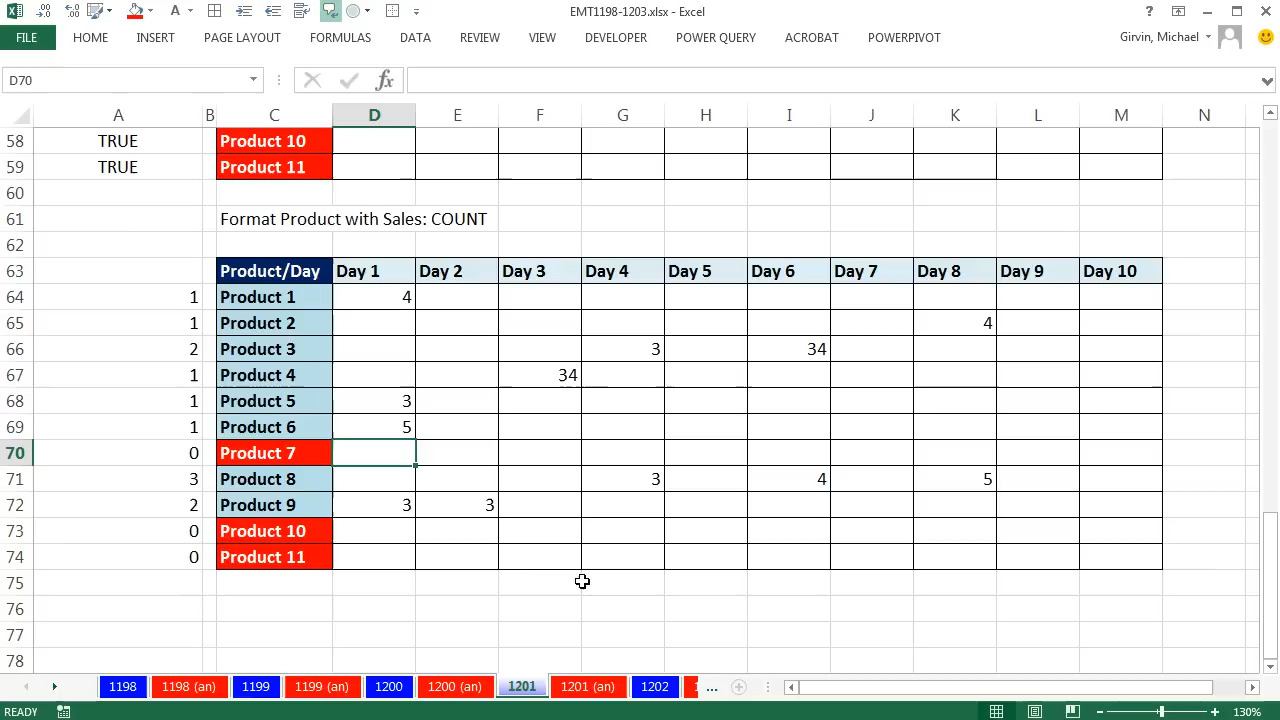 EMT1198-1203.xlsx - Excel
FILE HOME INSERT PAGE LAYOUT FORMULAS DATA REVIEW VIEW DEVELOPER POWER QUERY ACROBAT POWERPIVOT Girvin, Michael
D70 fx
A B C D E F G H I J K L M N
58 TRUE Product 10
59 TRUE Product 11
60
61 Format Product with Sales: COUNT
62
63 Product/Day Day 1 Day 2 Day 3 Day 4 Day 5 Day 6 Day 7 Day 8 Day 9 Day 10
64 1 Product 1 4
65 1 Product 2 4
66 2 Product 3 3 34
67 1 Product 4 34
68 1 Product 5 3
69 1 Product 6 5
70 0 Product 7
71 3 Product 8 3 4 5
72 2 Product 9 3 3
73 0 Product 10
74 0 Product 11
75
76
77
78
1198 1198 (an) 1199 1199 (an) 1200 1200 (an) 1201 1201 (an) 1202 1 ...
READY 130%